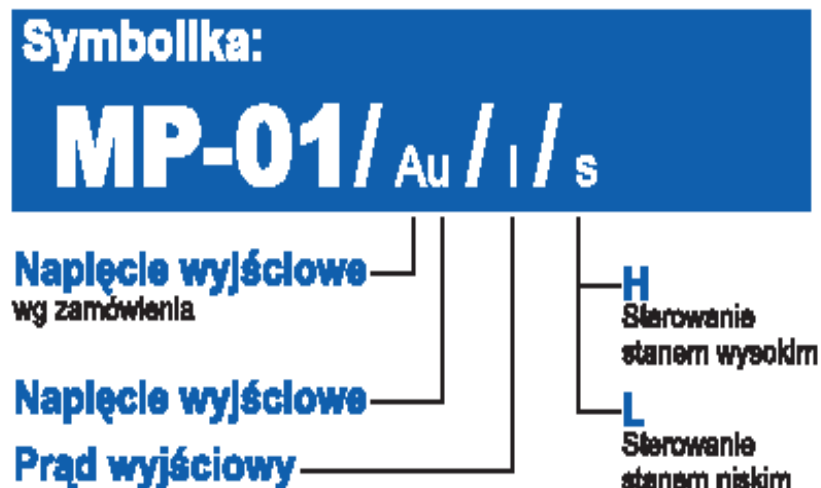 Symbolika:
MP-01/ Au / I / s
Napięcie wyjściowe
wg zamówienia
Napięcie wyjściowe
Prąd wyjściowy
H
Sterowanie
stanem wysokim
L
Sterowanie
stanem niskim